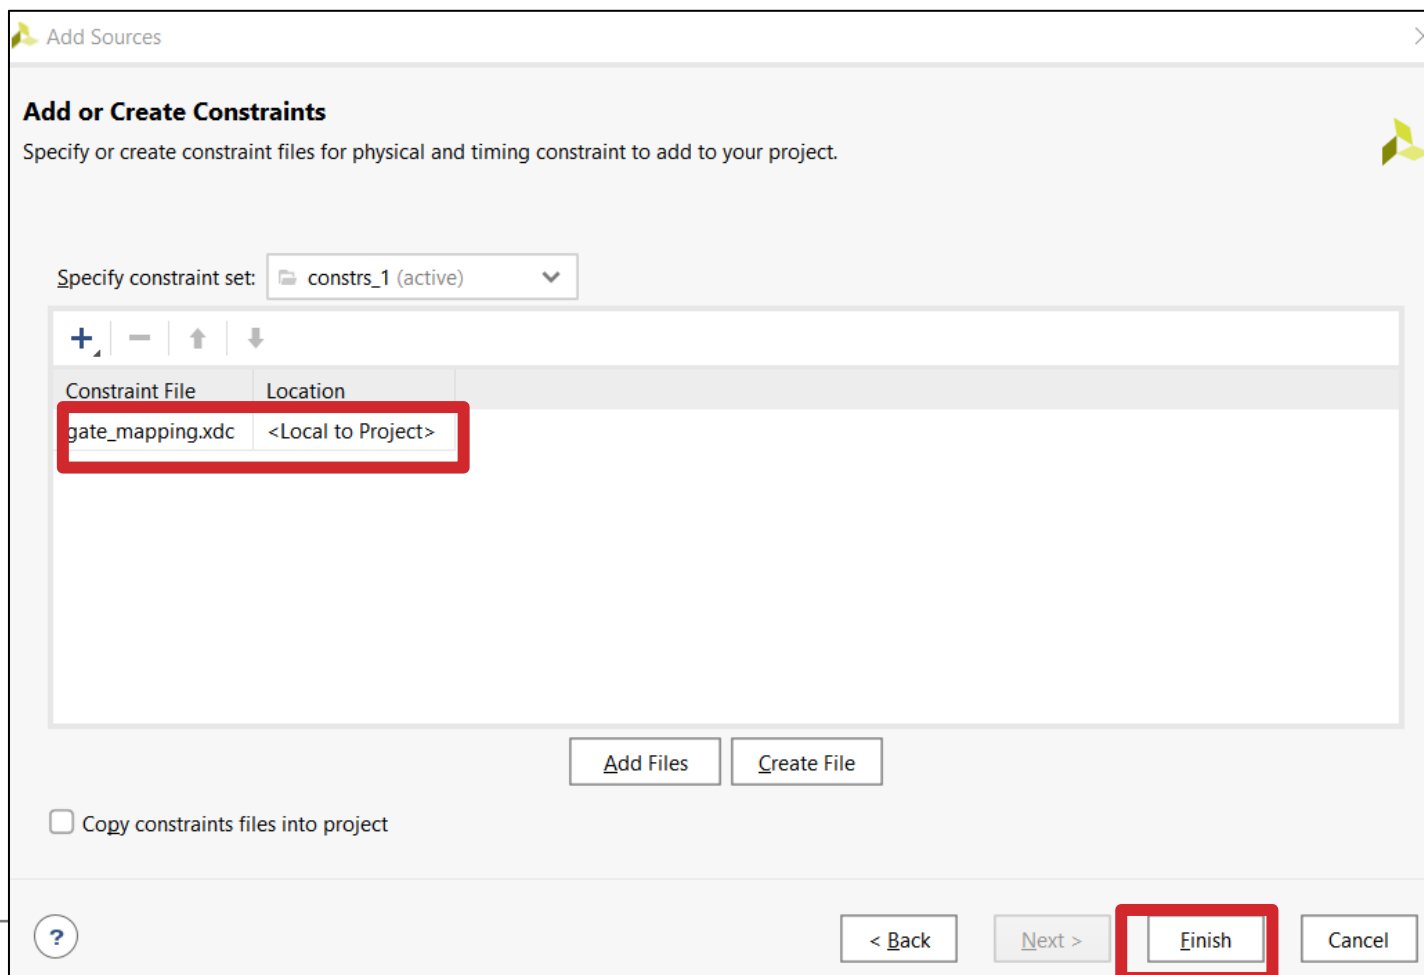 Add Sources
Add or Create Constraints
Specify or create constraint files for physical and timing constraint to add to your project.
Specify constraint set: constrs_1 (active)
Constraint File Location
gate_mapping.xdc <Local to Project>
Add Files Create File
Copy constraints files into project
? < Back Next > Finish Cancel